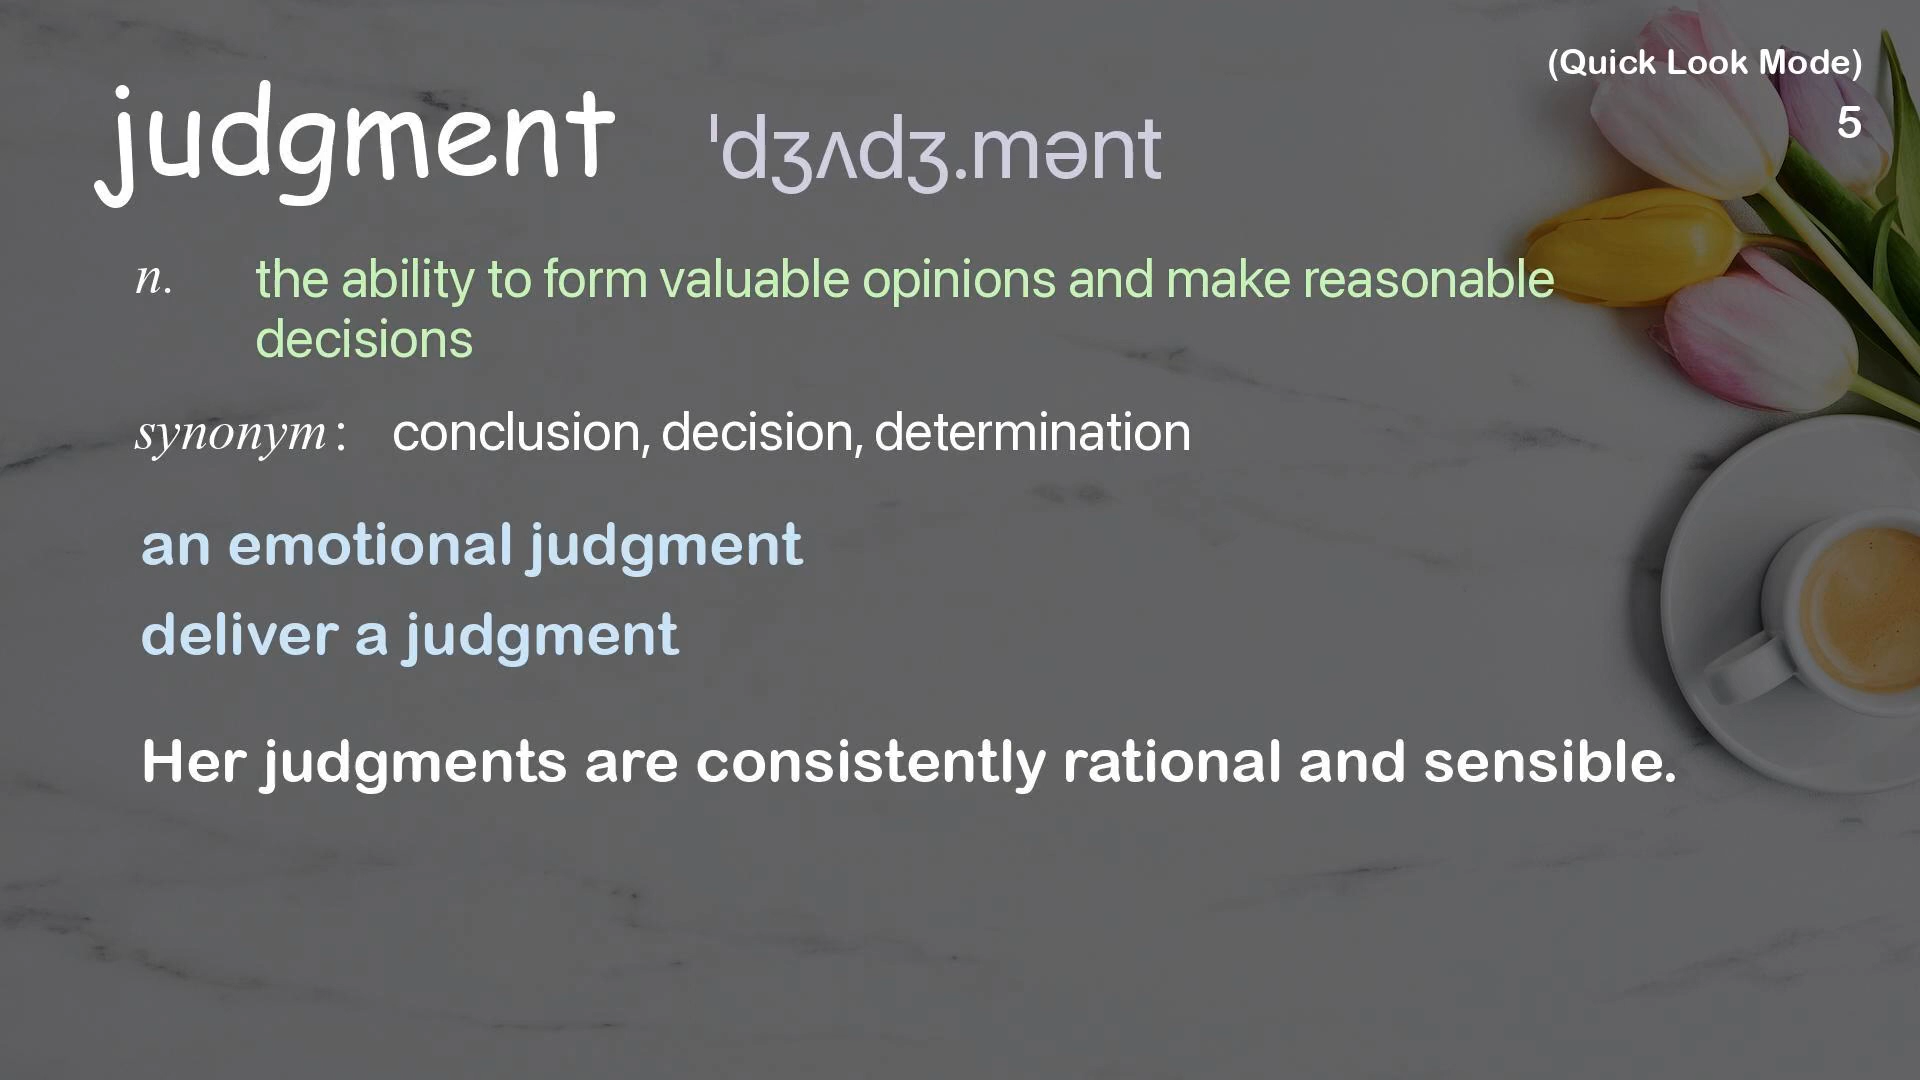 (Quick Look Mode)
5
judgment ˈdʒʌdʒ.mənt
n. the ability to form valuable opinions and make reasonable
decisions
synonym: conclusion, decision, determination
an emotional judgment
deliver a judgment
Her judgments are consistently rational and sensible.